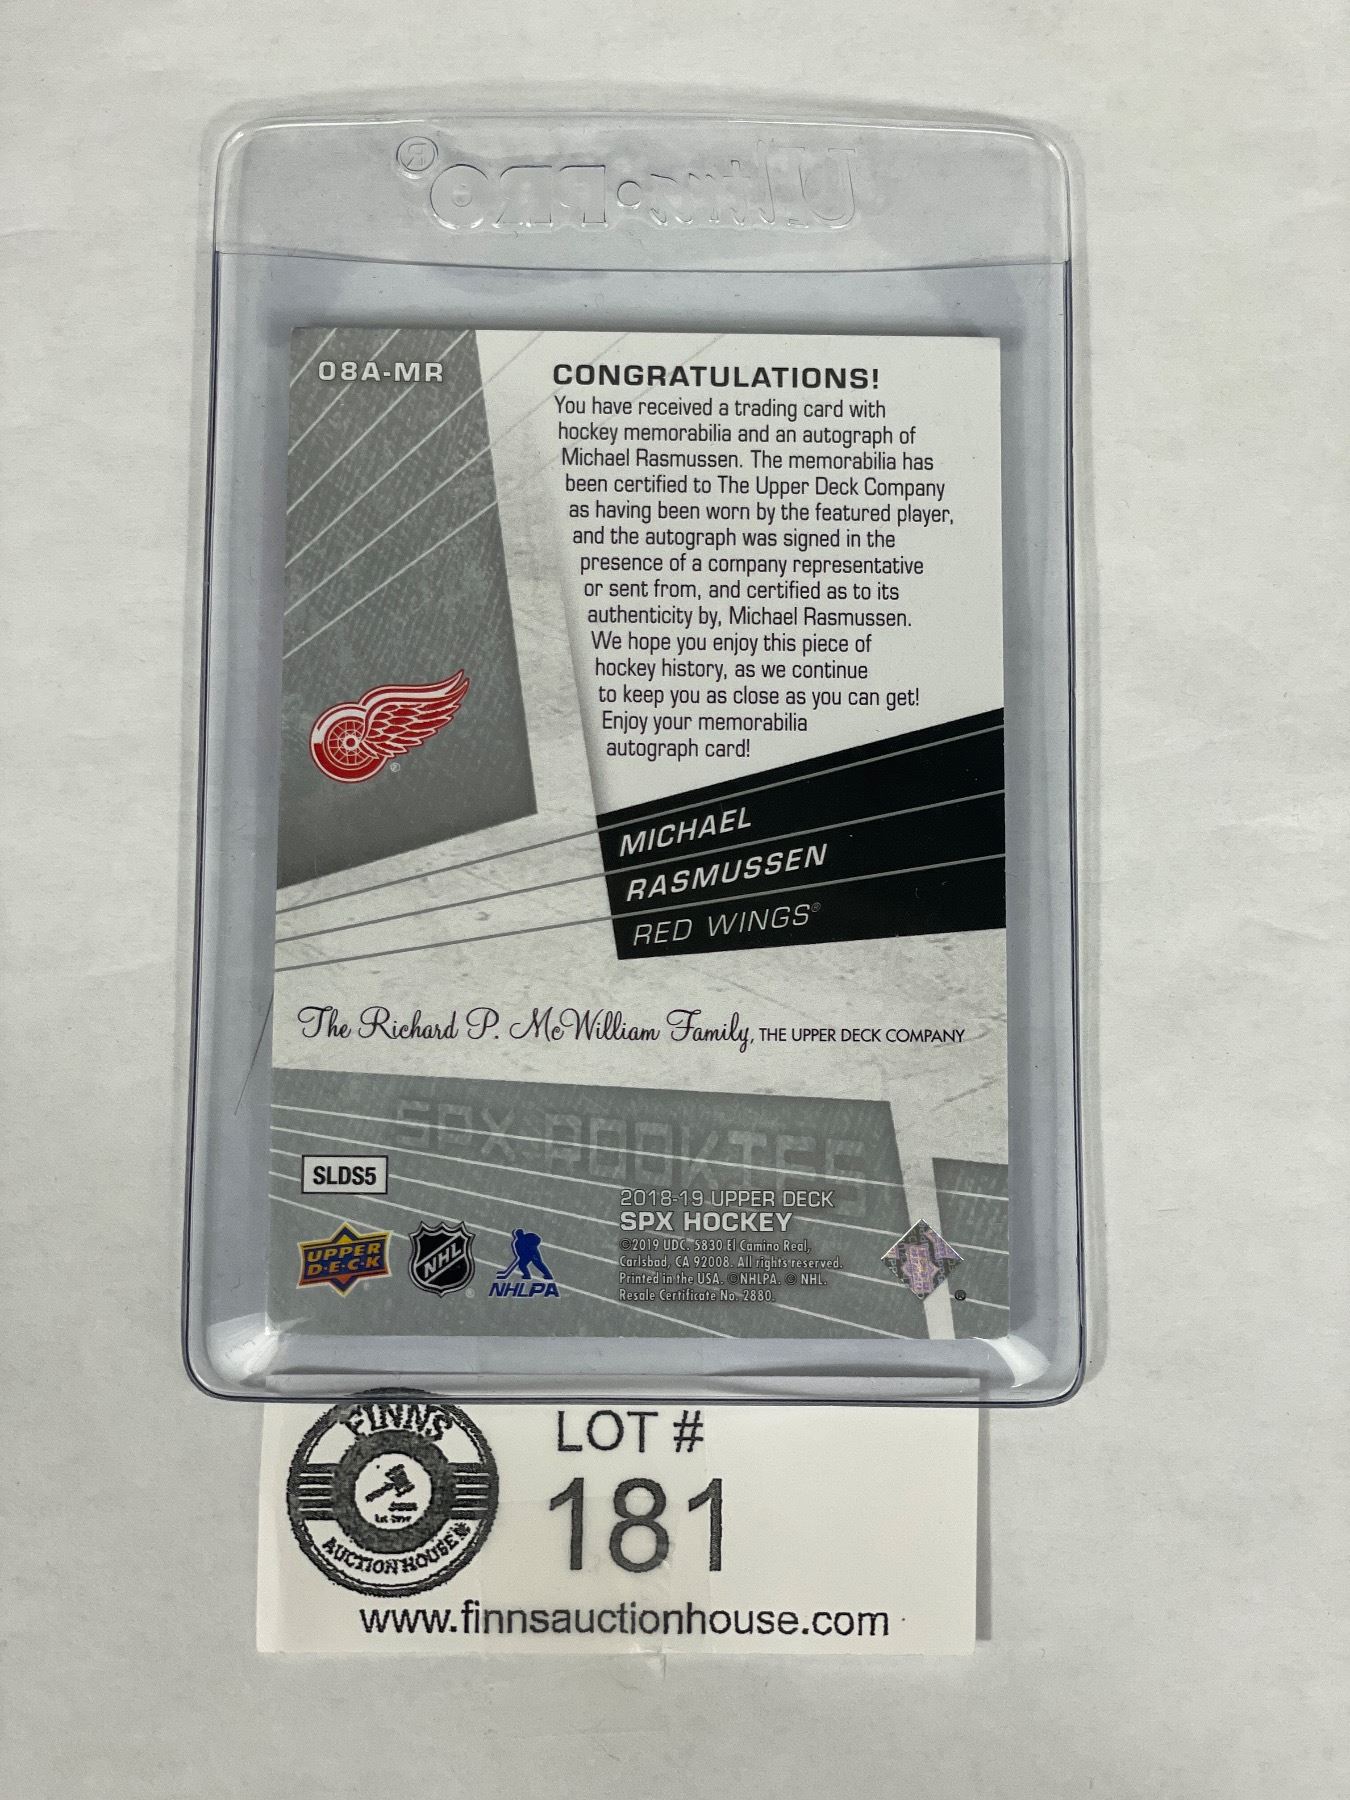 Ultra•PRO®
08A-MR
CONGRATULATIONS!
You have received a trading card with
hockey memorabilia and an autograph of
Michael Rasmussen. The memorabilia has
been certified to The Upper Deck Company
as having been worn by the featured player,
and the autograph was signed in the
presence of a company representative
or sent from, and certified as to its
authenticity by, Michael Rasmussen.
We hope you enjoy this piece of
hockey history, as we continue
to keep you as close as you can get!
Enjoy your memorabilia
autograph card!
MICHAEL
RASMUSSEN
RED WINGS®
The Richard P. McWilliam Family, THE UPPER DECK COMPANY
SPX ROOKIES
SLDS5
2018-19 UPPER DECK
SPX HOCKEY
©2019 UDC. 5830 El Camino Real,
Carlsbad, CA 92008. All rights reserved.
Printed in the USA. ©NHLPA. © NHL.
Resale Certificate No. 2880.
UPPER
D·E·C·K
NHL
NHLPA
FINNS
AUCTION HOUSE
LOT #
181
www.finnsauctionhouse.com